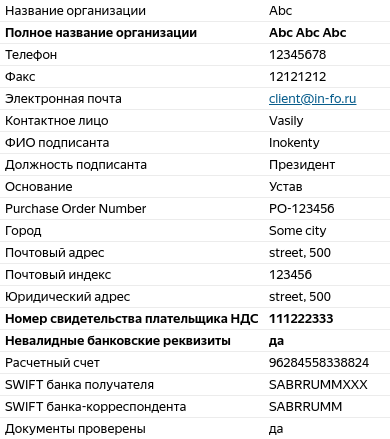 Название организации Abc
Полное название организации Abc Abc Abc
Телефон 12345678
Факс 12121212
Электронная почта client@in-fo.ru
Контактное лицо Vasily
ФИО подписанта Inokenty
Должность подписанта Президент
Основание Устав
Purchase Order Number PO-123456
Город Some city
Почтовый адрес street, 500
Почтовый индекс 123456
Юридический адрес street, 500
Номер свидетельства плательщика НДС 111222333
Невалидные банковские реквизиты да
Расчетный счет 96284558338824
SWIFT банка получателя SABRRUMMXXX
SWIFT банка-корреспондента SABRRUMM
Документы проверены да